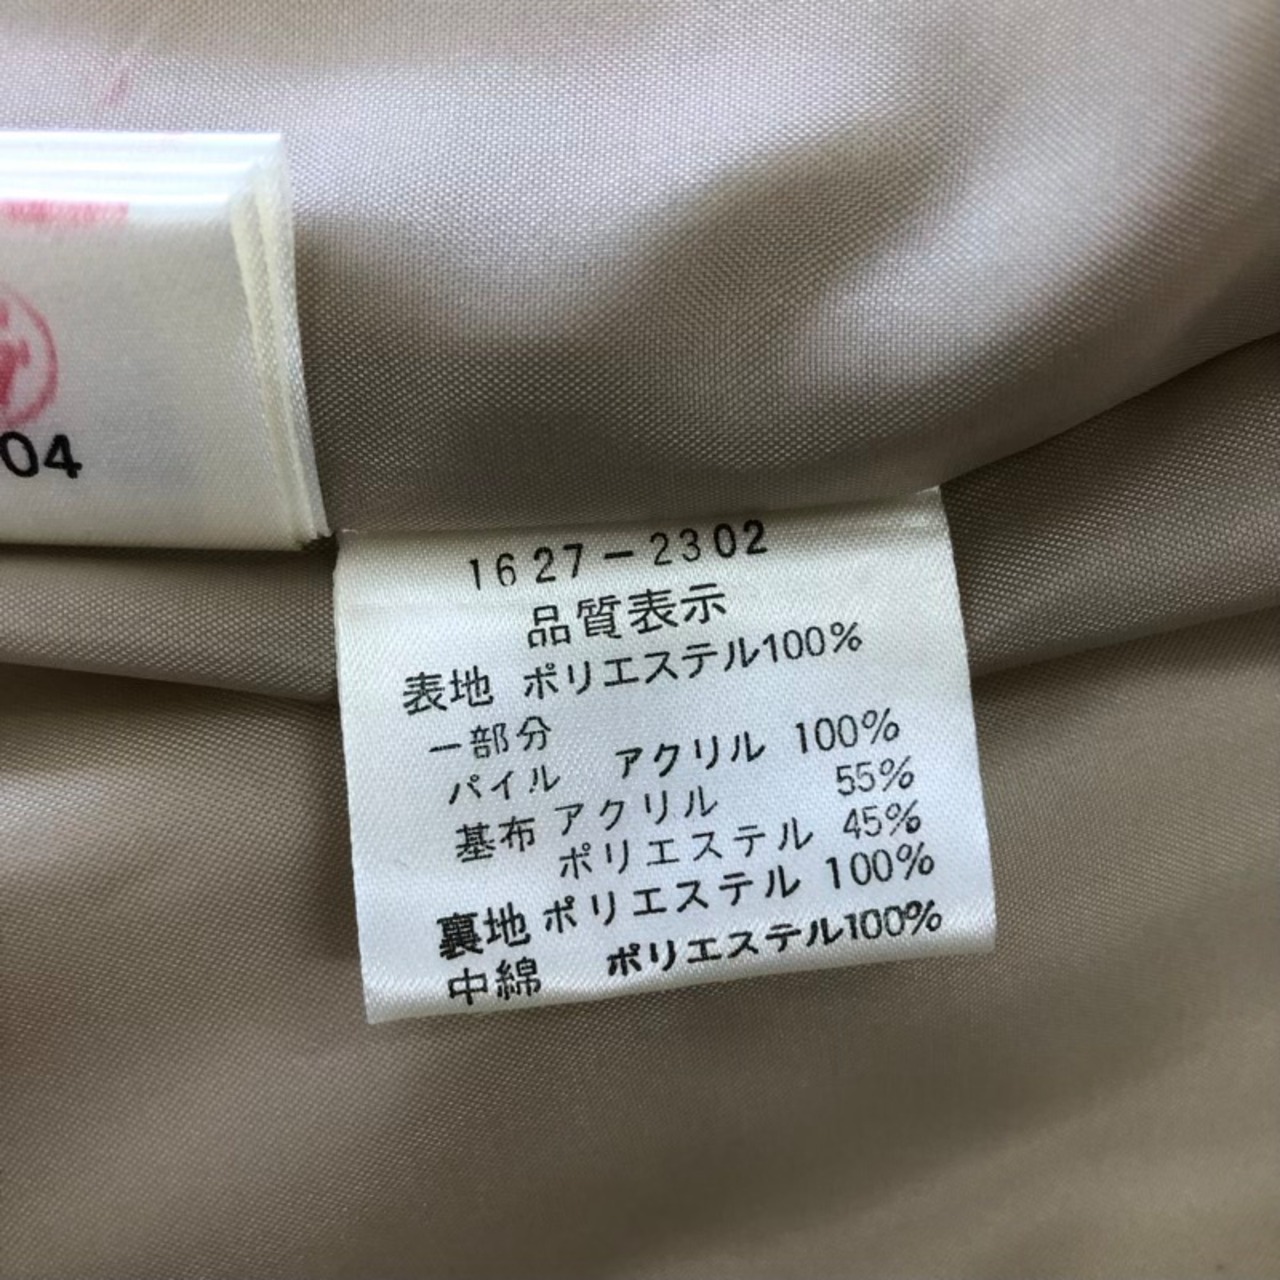 04
1627-2302
品質表示
表地 ポリエステル100%
一部分
パイル アクリル 100%
基布 アクリル 55%
ポリエステル 45%
裏地 ポリエステル 100%
中綿 ポリエステル100%